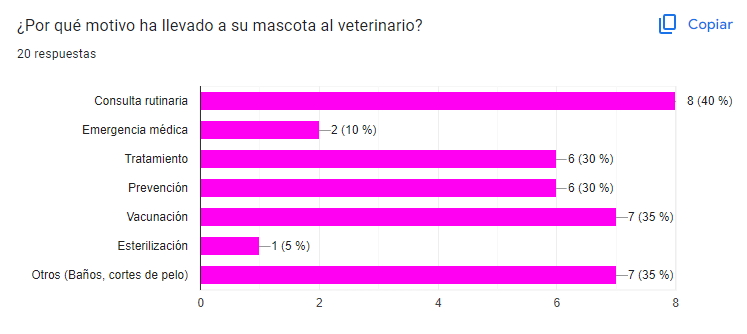 ¿Por qué motivo ha llevado a su mascota al veterinario?
Copiar
20 respuestas
Consulta rutinaria 8 (40 %)
Emergencia médica 2 (10 %)
Tratamiento 6 (30 %)
Prevención 6 (30 %)
Vacunación 7 (35 %)
Esterilización 1 (5 %)
Otros (Baños, cortes de pelo) 7 (35 %)
0 2 4 6 8